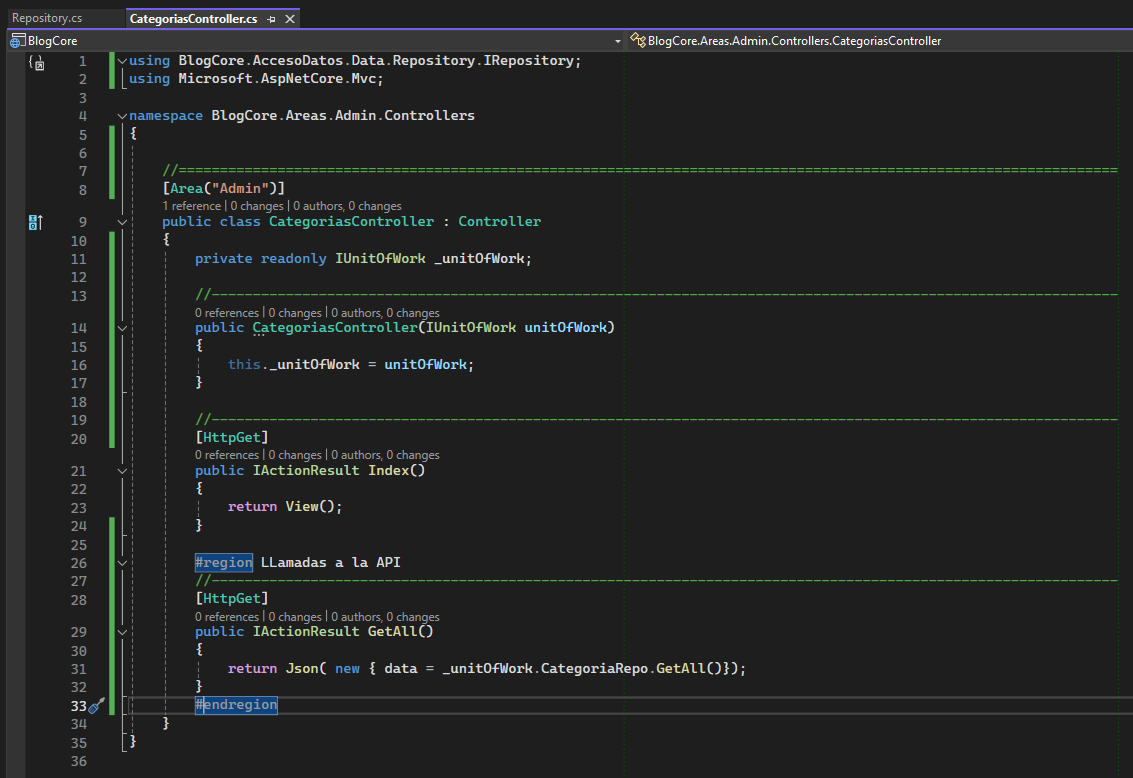 Repository.cs CategoriasController.cs
BlogCore BlogCore.Areas.Admin.Controllers.CategoriasController
1 using BlogCore.AccesoDatos.Data.Repository.IRepository;
2 using Microsoft.AspNetCore.Mvc;
3
4 namespace BlogCore.Areas.Admin.Controllers
5 {
6
7 //==================================================================================================================
8 [Area("Admin")]
1 reference | 0 changes | 0 authors, 0 changes
9 public class CategoriasController : Controller
10 {
11 private readonly IUnitOfWork _unitOfWork;
12
13 //--------------------------------------------------------------------------------------------------------------
0 references | 0 changes | 0 authors, 0 changes
14 public CategoriasController(IUnitOfWork unitOfWork)
15 {
16 this._unitOfWork = unitOfWork;
17 }
18
19 //--------------------------------------------------------------------------------------------------------------
20 [HttpGet]
0 references | 0 changes | 0 authors, 0 changes
21 public IActionResult Index()
22 {
23 return View();
24 }
25
26 #region LLamadas a la API
27 //--------------------------------------------------------------------------------------------------------------
28 [HttpGet]
0 references | 0 changes | 0 authors, 0 changes
29 public IActionResult GetAll()
30 {
31 return Json( new { data = _unitOfWork.CategoriaRepo.GetAll()});
32 }
33 #endregion
34 }
35 }
36